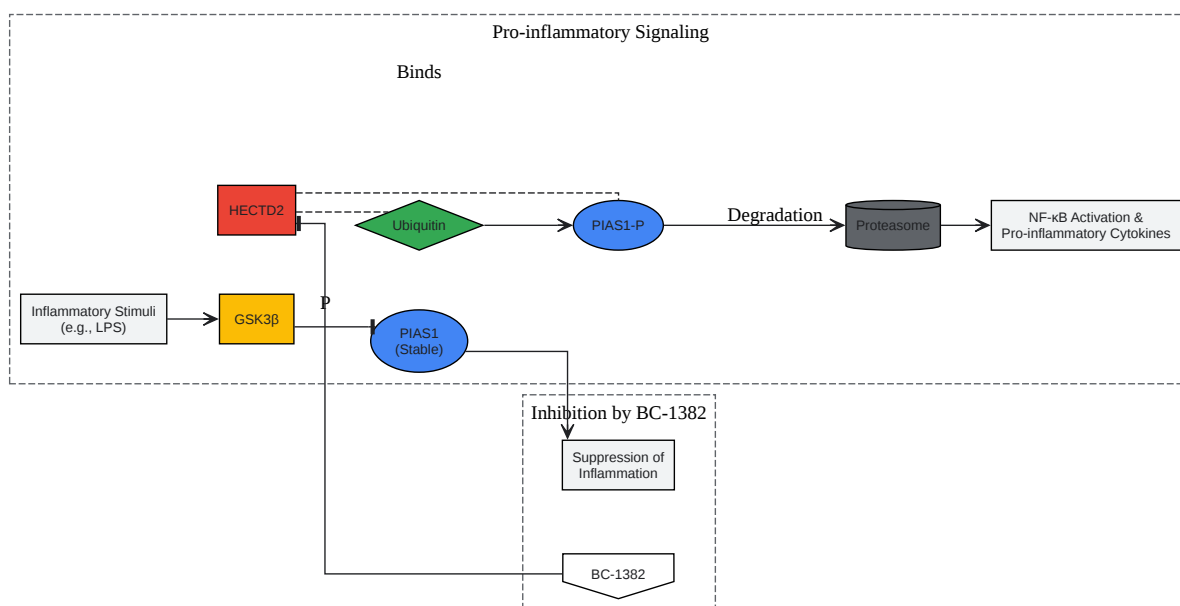 Pro-inflammatory Signaling
Binds
HECTD2
Ubiquitin
PIAS1-P
Degradation
Proteasome
NF-κB Activation &
Pro-inflammatory Cytokines
Inflammatory Stimuli
(e.g., LPS)
GSK3β
P
PIAS1
(Stable)
Inhibition by BC-1382
Suppression of
Inflammation
BC-1382